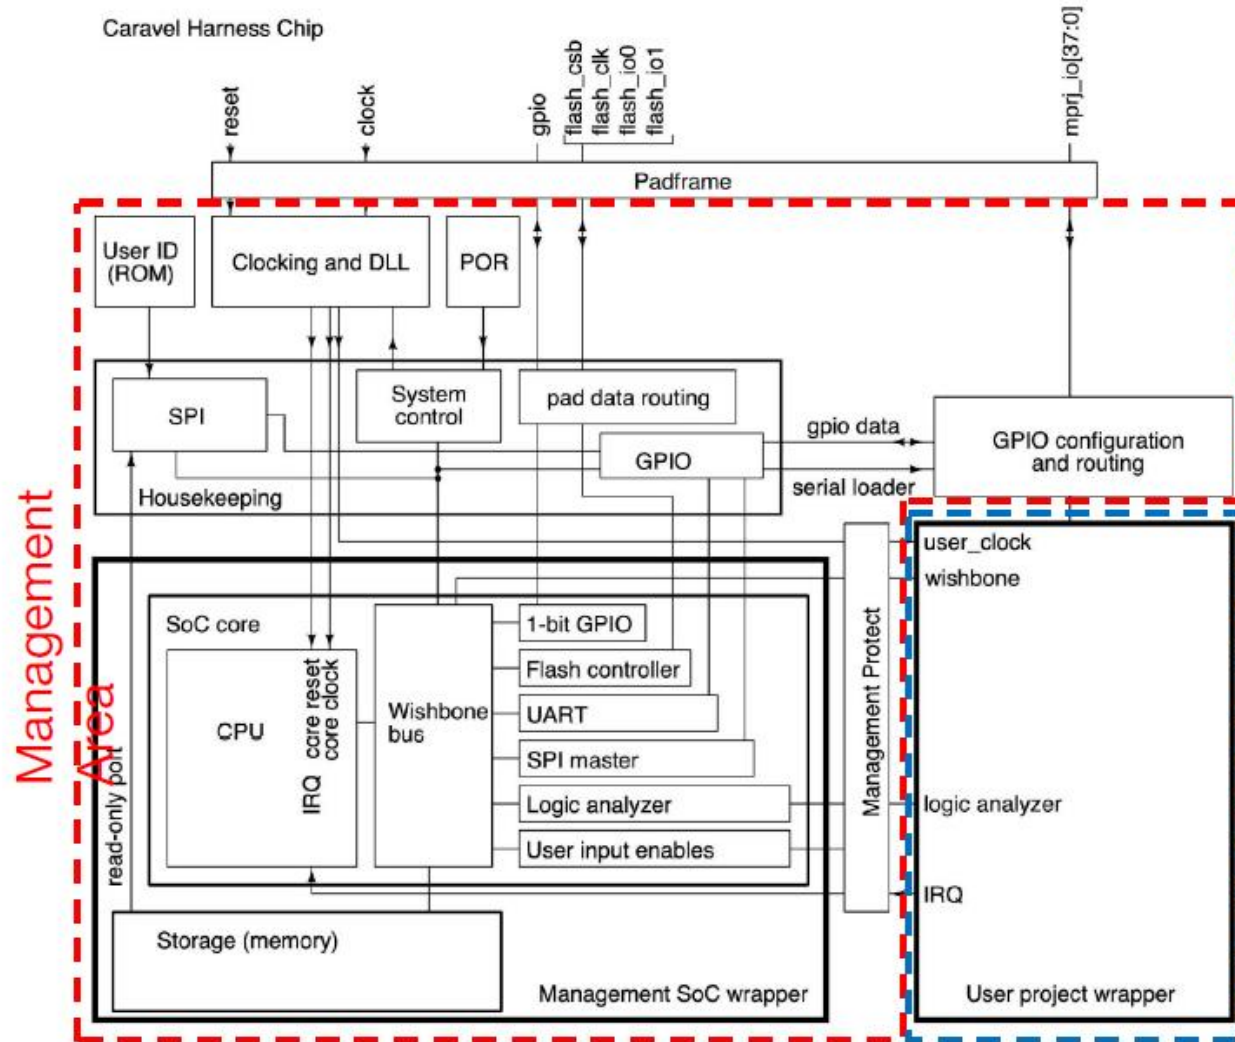 Caravel Harness Chip
reset
clock
gpio
flash_csb
flash_clk
flash_io0
flash_io1
mprj_io[37:0]
Padframe
User ID
(ROM)
Clocking and DLL
POR
SPI
System
control
pad data routing
GPIO
gpio data
serial loader
GPIO configuration
and routing
Housekeeping
Management
Area
read-only port
SoC core
CPU
core reset
core clock
IRQ
Wishbone
bus
1-bit GPIO
Flash controller
UART
SPI master
Logic analyzer
User input enables
Storage (memory)
Management SoC wrapper
Management Protect
user_clock
wishbone
logic analyzer
IRQ
User project wrapper